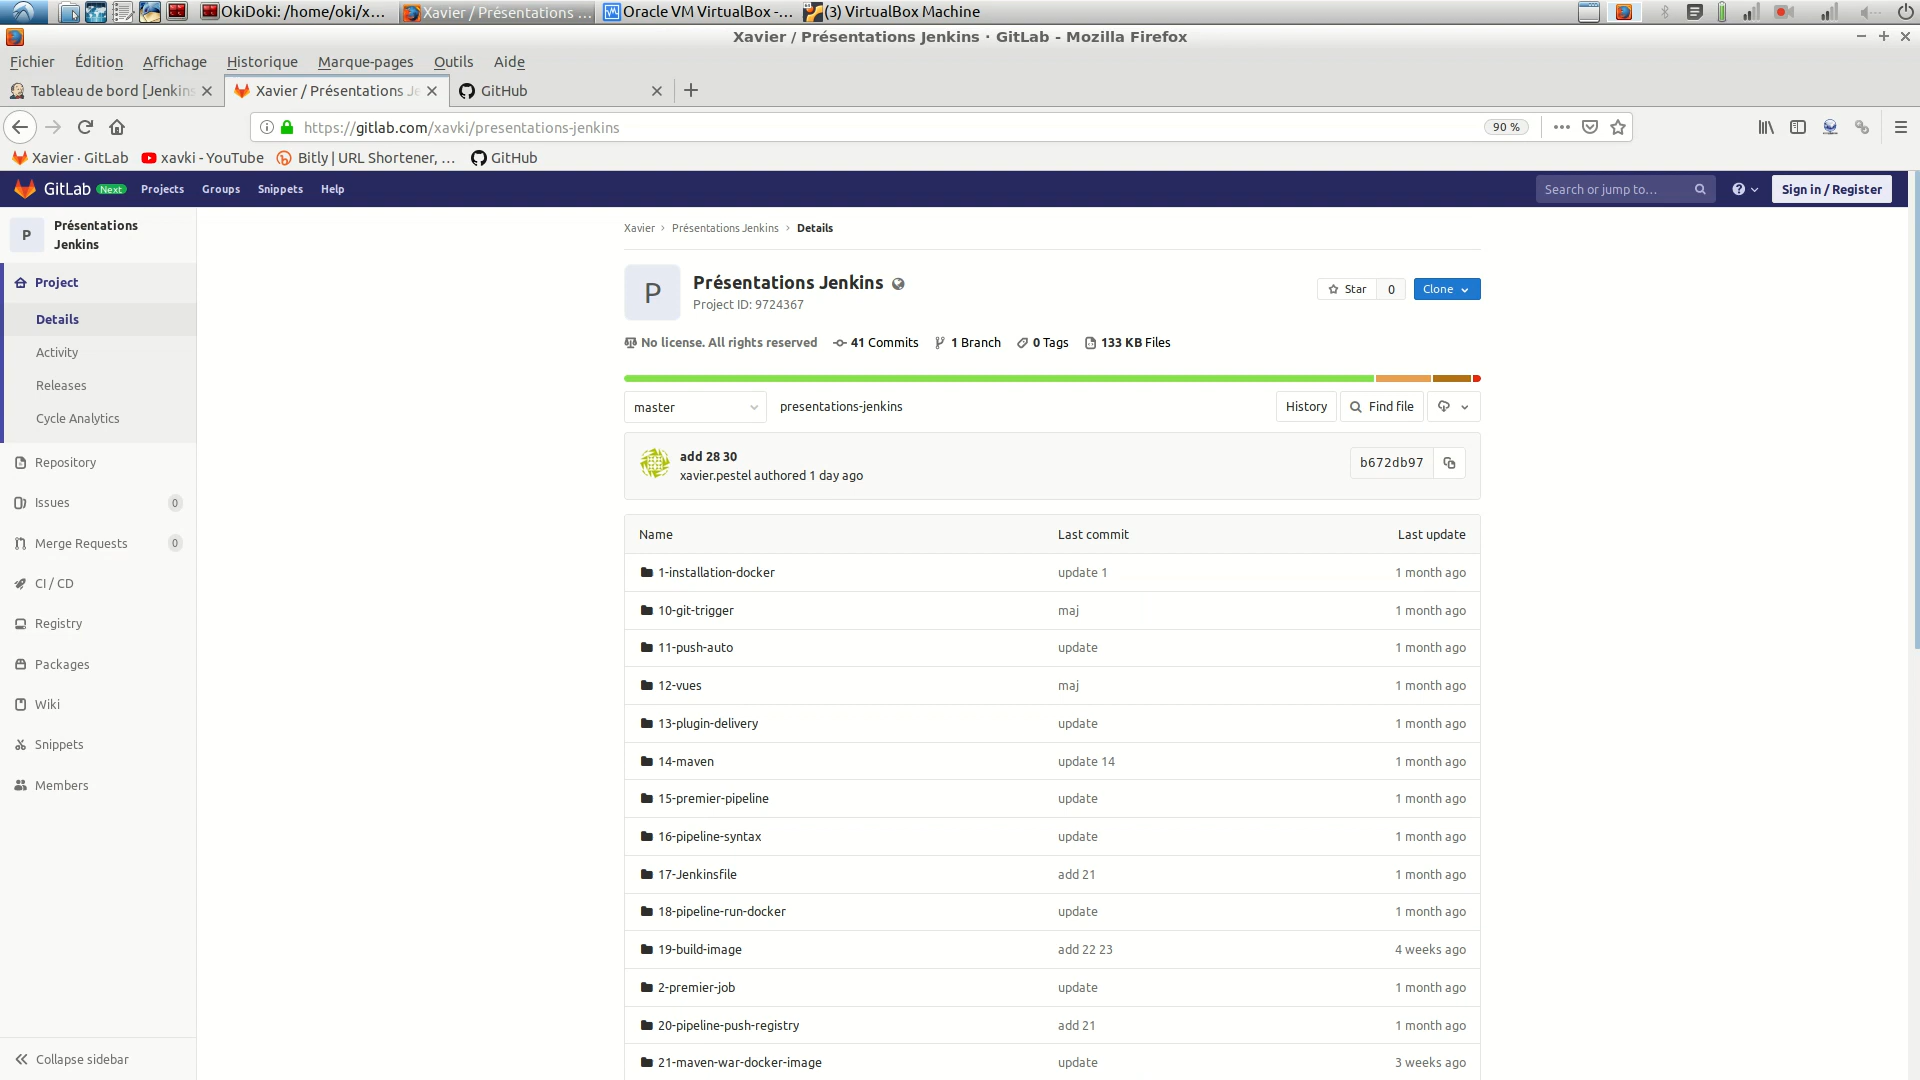 OkiDoki: /home/oki/x...
Xavier / Présentations ...
Oracle VM VirtualBox -...
(3) VirtualBox Machine
Xavier / Présentations Jenkins · GitLab - Mozilla Firefox
Fichier Édition Affichage Historique Marque-pages Outils Aide
Tableau de bord [Jenkins
Xavier / Présentations Je
GitHub
https://gitlab.com/xavki/presentations-jenkins
90 %
Xavier · GitLab
xavki - YouTube
Bitly | URL Shortener, ...
GitHub
GitLab Next Projects Groups Snippets Help
Search or jump to...
Sign in / Register
P
Présentations
Jenkins
Project
Details
Activity
Releases
Cycle Analytics
Repository
Issues 0
Merge Requests 0
CI / CD
Registry
Packages
Wiki
Snippets
Members
Collapse sidebar
Xavier > Présentations Jenkins > Details
P
Présentations Jenkins
Project ID: 9724367
Star 0
Clone
No license. All rights reserved 41 Commits 1 Branch 0 Tags 133 KB Files
master
presentations-jenkins
History
Find file
add 28 30
xavier.pestel authored 1 day ago
b672db97
Name Last commit Last update
1-installation-docker update 1 1 month ago
10-git-trigger maj 1 month ago
11-push-auto update 1 month ago
12-vues maj 1 month ago
13-plugin-delivery update 1 month ago
14-maven update 14 1 month ago
15-premier-pipeline update 1 month ago
16-pipeline-syntax update 1 month ago
17-Jenkinsfile add 21 1 month ago
18-pipeline-run-docker update 1 month ago
19-build-image add 22 23 4 weeks ago
2-premier-job update 1 month ago
20-pipeline-push-registry add 21 1 month ago
21-maven-war-docker-image update 3 weeks ago